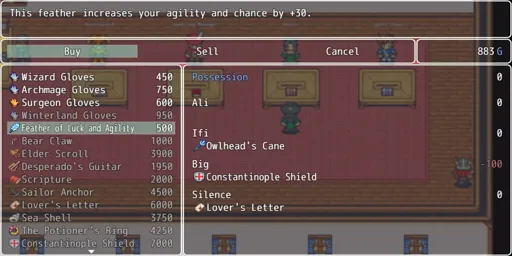 This feather increases your agility and chance by +30.
Buy Sell Cancel 883 G
Wizard Gloves 450
Archmage Gloves 750
Surgeon Gloves 600
Winterland Gloves 950
Feather of Luck and Agility 500
Bear Claw 1000
Elder Scroll 3900
Desperado's Guitar 1950
Scripture 2000
Sailor Anchor 4500
Lover's Letter 6000
Sea Shell 3750
The Potioner's Ring 4250
Constantinople Shield 7000
Possession 0
Ali 0
Ifi 0
Owlhead's Cane
Big -100
Constantinople Shield
Silence 0
Lover's Letter